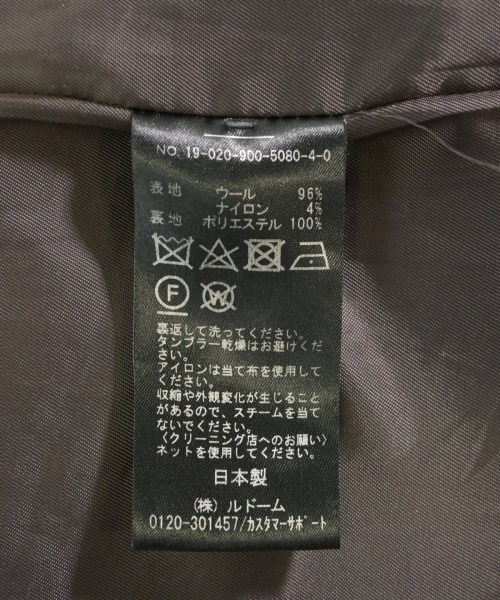 NO. 19-020-900-5080-4-0
表地 ウール 96%
ナイロン 4%
裏地 ポリエステル 100%
F W
裏返して洗ってください。
タンブラー乾燥はお避けくだ
さい。
アイロンは当て布を使用して
ください。
収縮や外観変化が生じること
があるので、スチームを当て
ないでください。
〈クリーニング店へのお願い〉
ネットを使用してください。
日本製
(株) ルドーム
0120-301457/カスタマーサポート